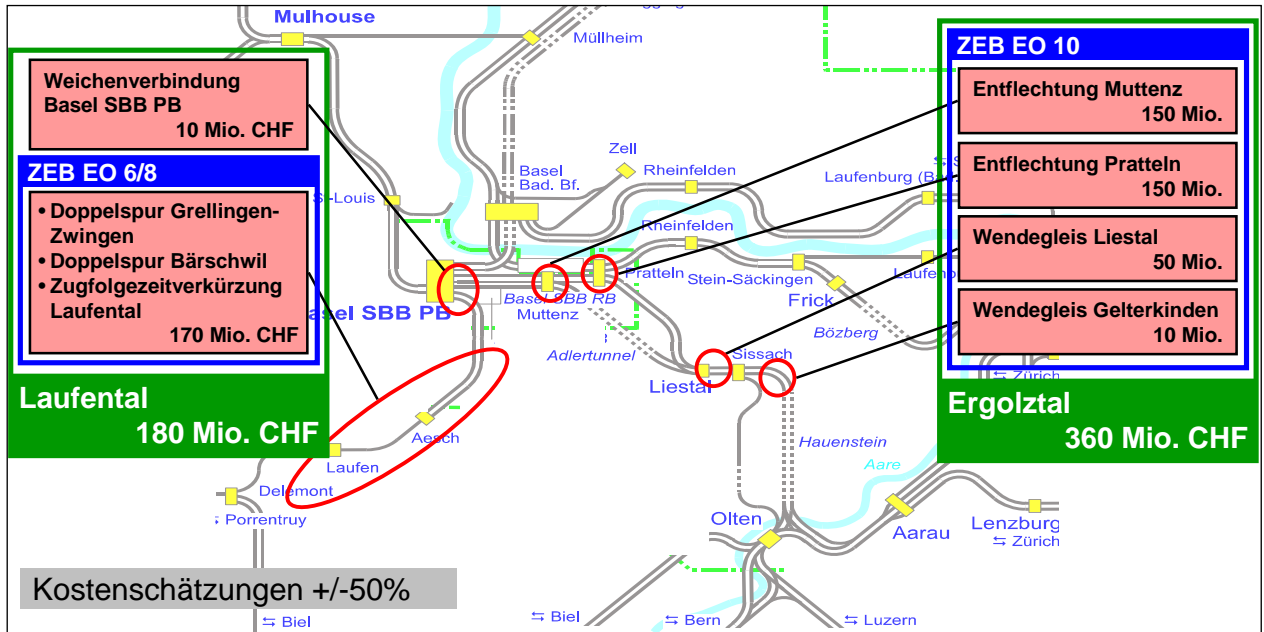 Mulhouse
Müllheim
Weichenverbindung
Basel SBB PB
10 Mio. CHF
ZEB EO 6/8
• Doppelspur Grellingen-
Zwingen
• Doppelspur Bärschwil
• Zugfolgezeitverkürzung
Laufental
170 Mio. CHF
Laufental
180 Mio. CHF
ZEB EO 10
Entflechtung Muttenz
150 Mio.
Entflechtung Pratteln
150 Mio.
Wendegleis Liestal
50 Mio.
Wendegleis Gelterkinden
10 Mio.
Ergolztal
360 Mio. CHF
Zell
Basel
Bad. Bf.
Rheinfelden
Laufenburg (Bad.
St-Louis
Rheinfelden
Pratteln
Stein-Säckingen
Frick
Bözberg
Basel SBB RB
Muttenz
asel SBB PB
Adlertunnel
Sissach
Liestal
⇆ Zürich
Aesch
Laufen
Delemont
Porrentruy
Hauenstein
Aare
Olten
Aarau
Lenzburg
⇆ Zürich
Kostenschätzungen +/-50%
⇆ Biel
⇆ Biel
⇆ Bern
⇆ Luzern